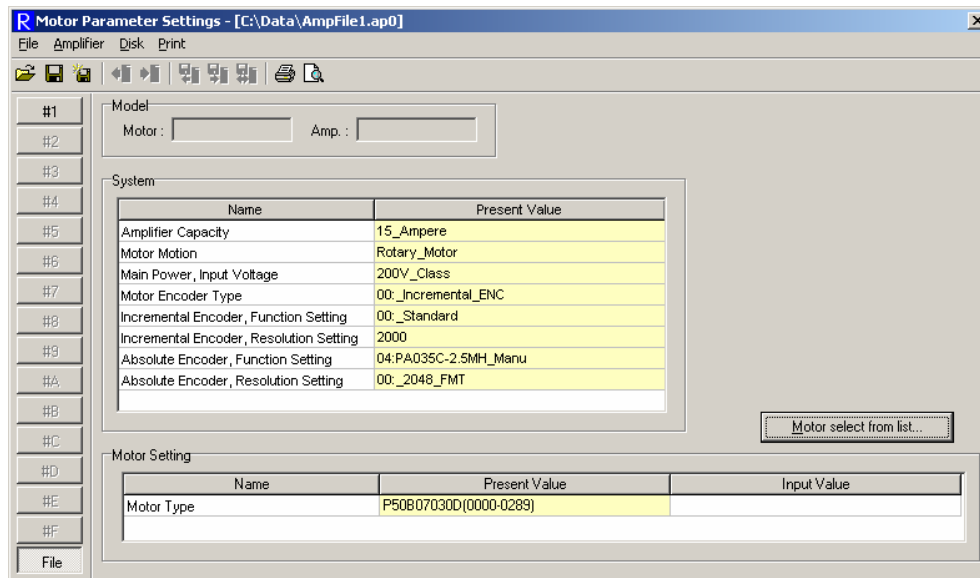 R Motor Parameter Settings - [C:\Data\AmpFile1.ap0]
File Amplifier Disk Print
#1
#2
#3
#4
#5
#6
#7
#8
#9
#A
#B
#C
#D
#E
#F
File
Model
Motor : Amp. :
System
Name Present Value
Amplifier Capacity 15_Ampere
Motor Motion Rotary_Motor
Main Power, Input Voltage 200V_Class
Motor Encoder Type 00:_Incremental_ENC
Incremental Encoder, Function Setting 00:_Standard
Incremental Encoder, Resolution Setting 2000
Absolute Encoder, Function Setting 04:PA035C-2.5MH_Manu
Absolute Encoder, Resolution Setting 00:_2048_FMT
Motor select from list...
Motor Setting
Name Present Value Input Value
Motor Type P50B07030D(0000-0289)